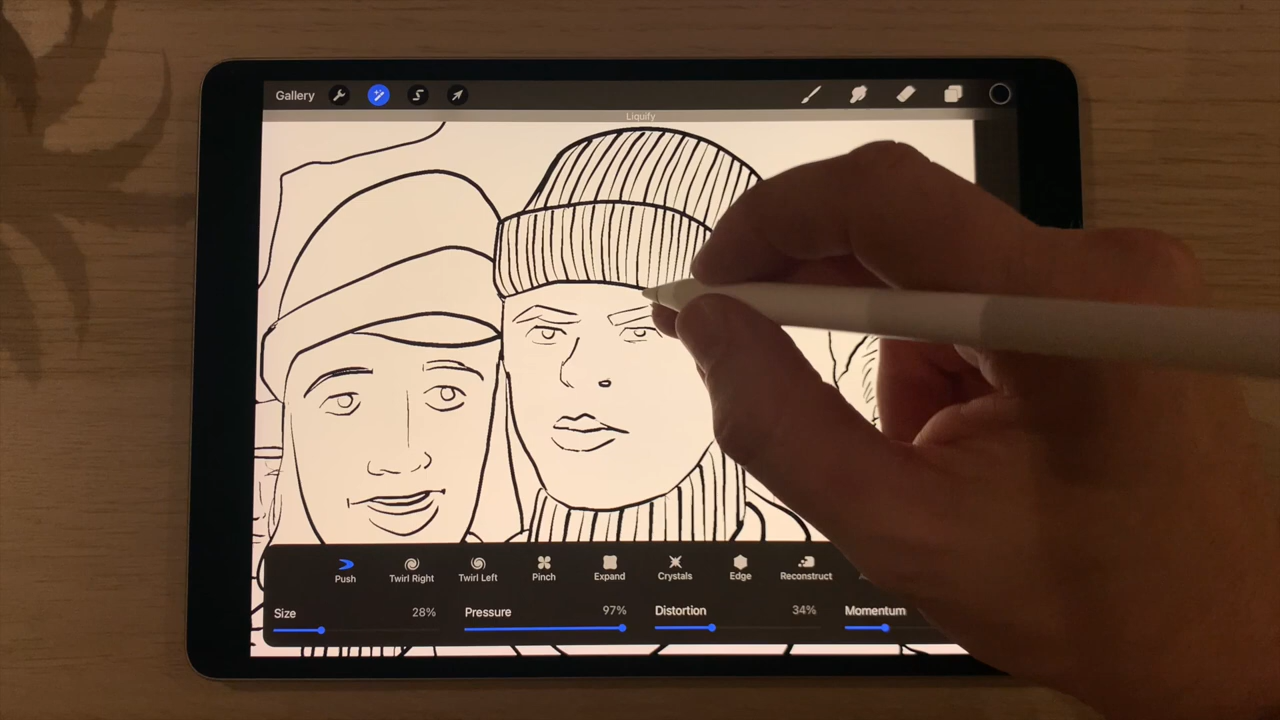 Gallery
Liquify
Push Twirl Right Twirl Left Pinch Expand Crystals Edge Reconstruct
Size 28% Pressure 97% Distortion 34% Momentum